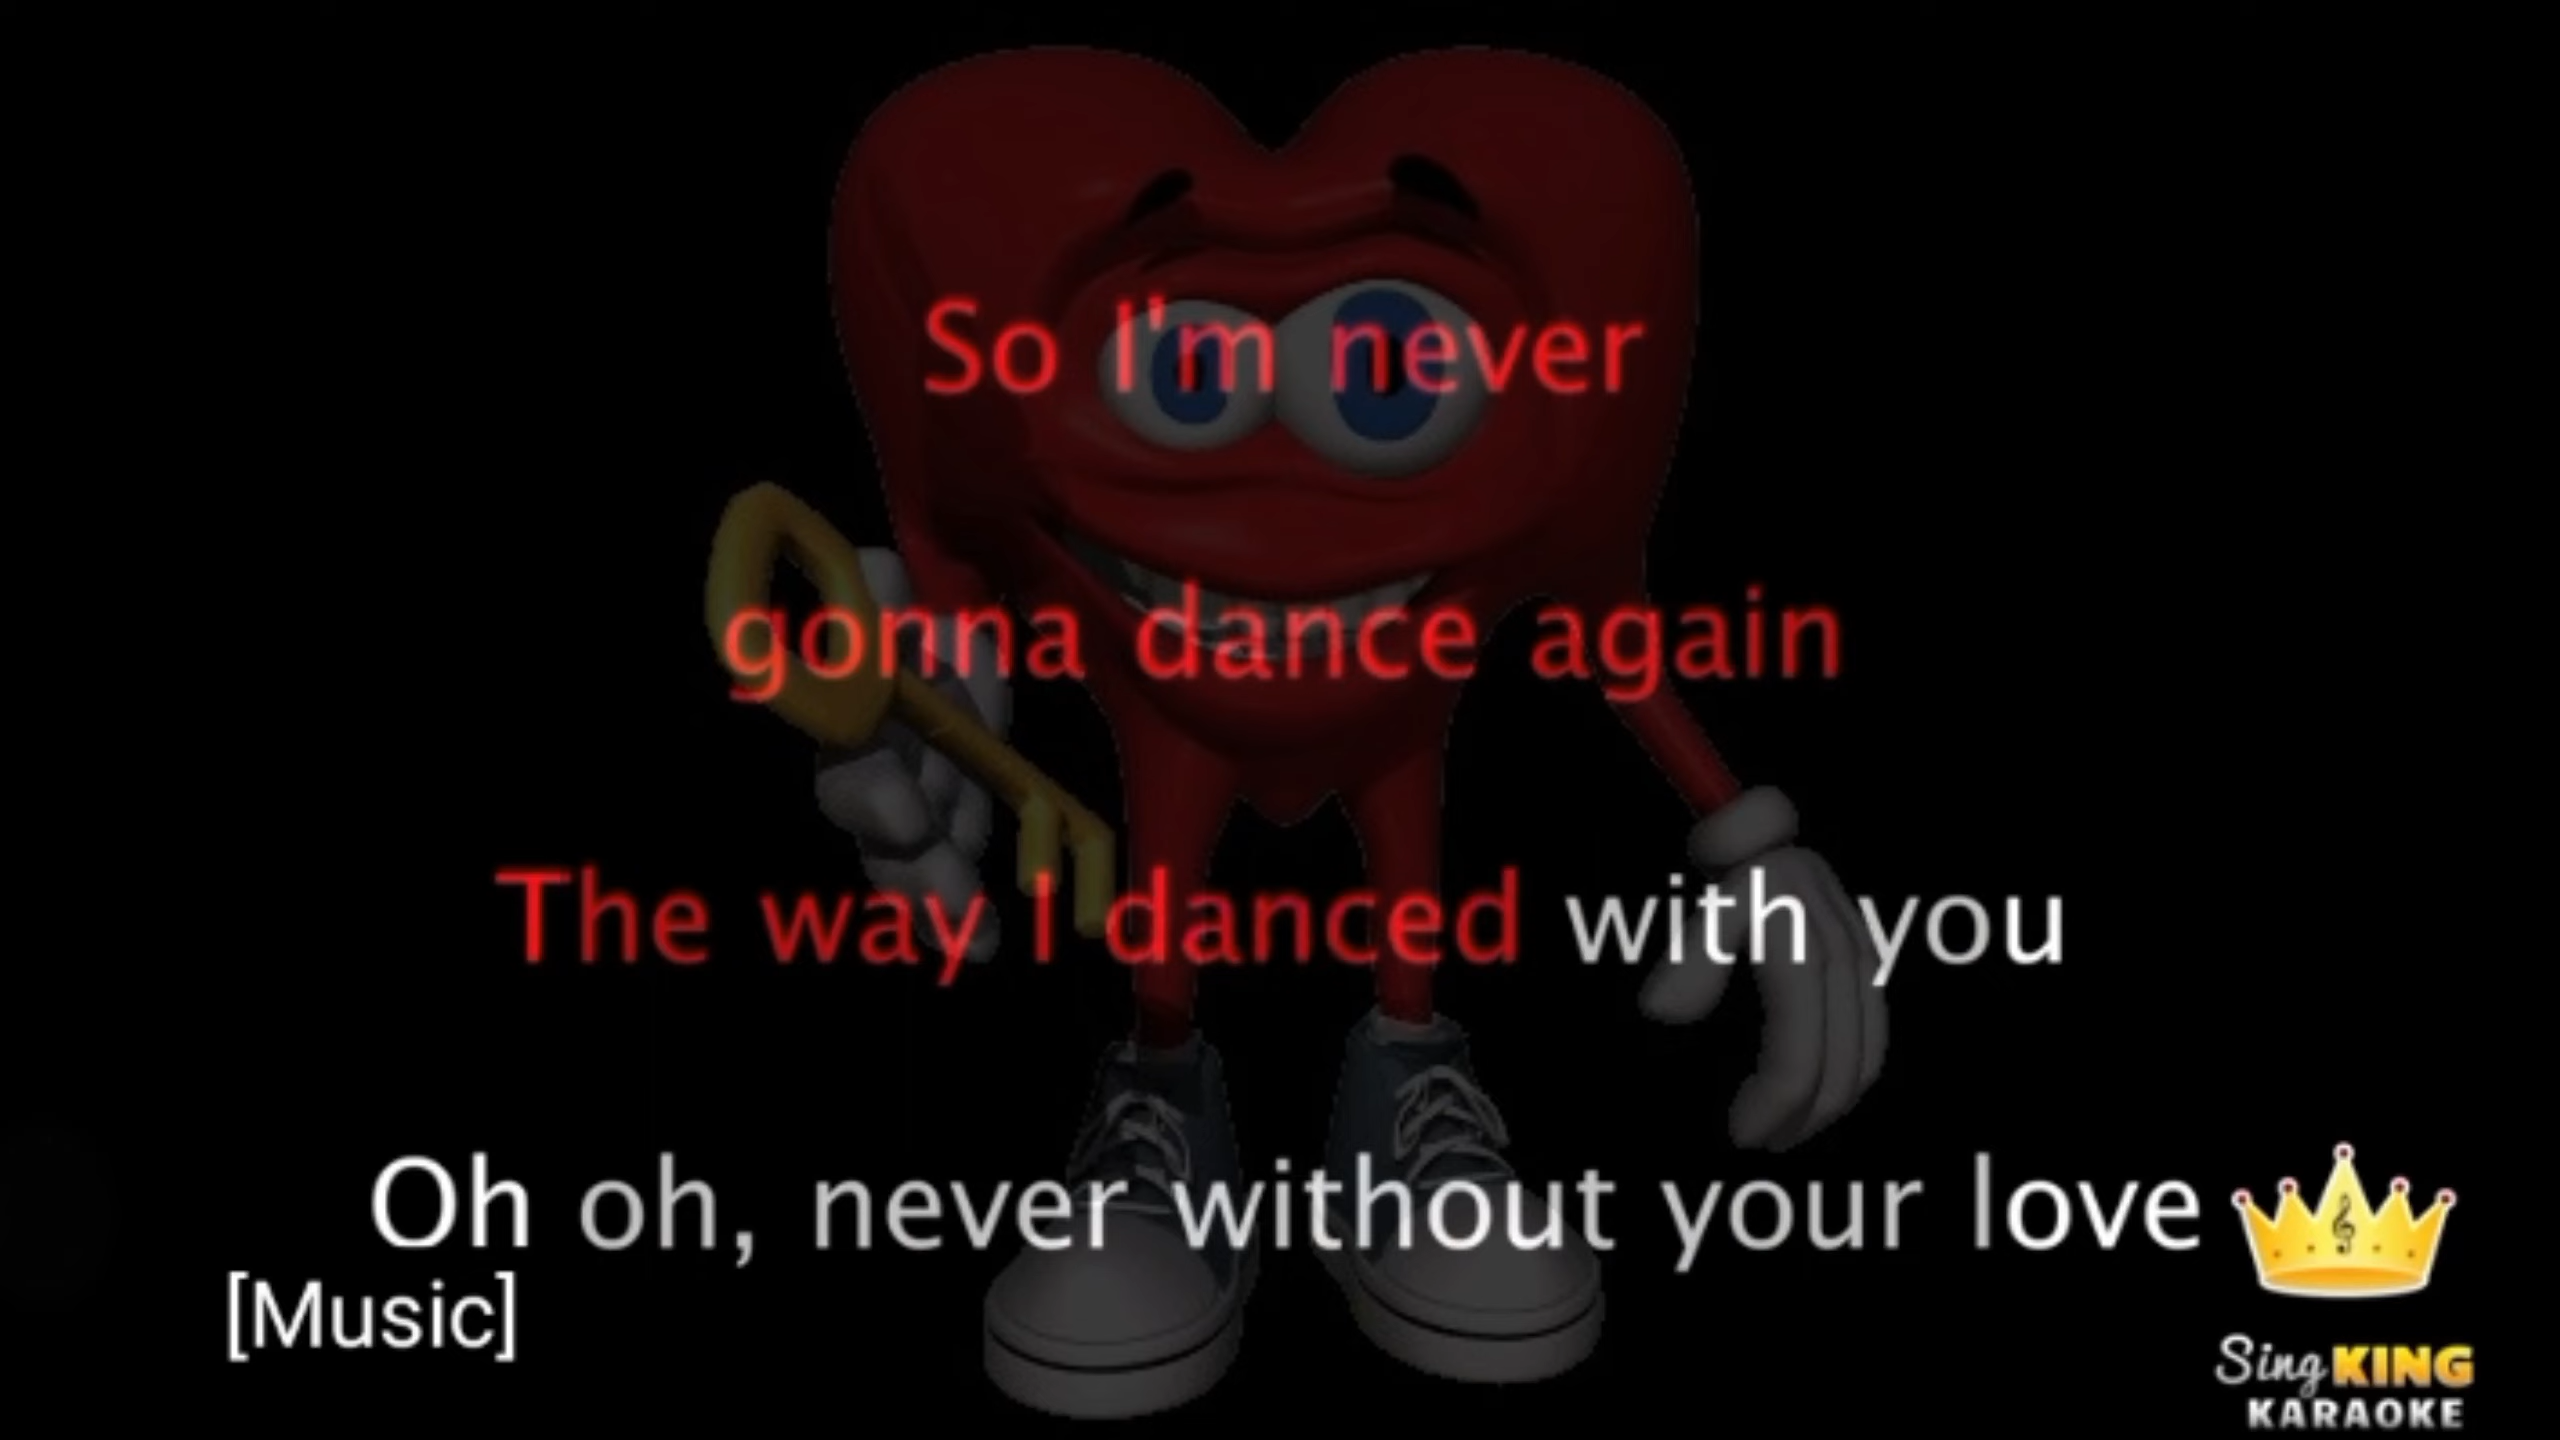 So I'm never
gonna dance again
The way I danced with you
Oh oh, never without your love
[Music]
Sing KING
KARAOKE